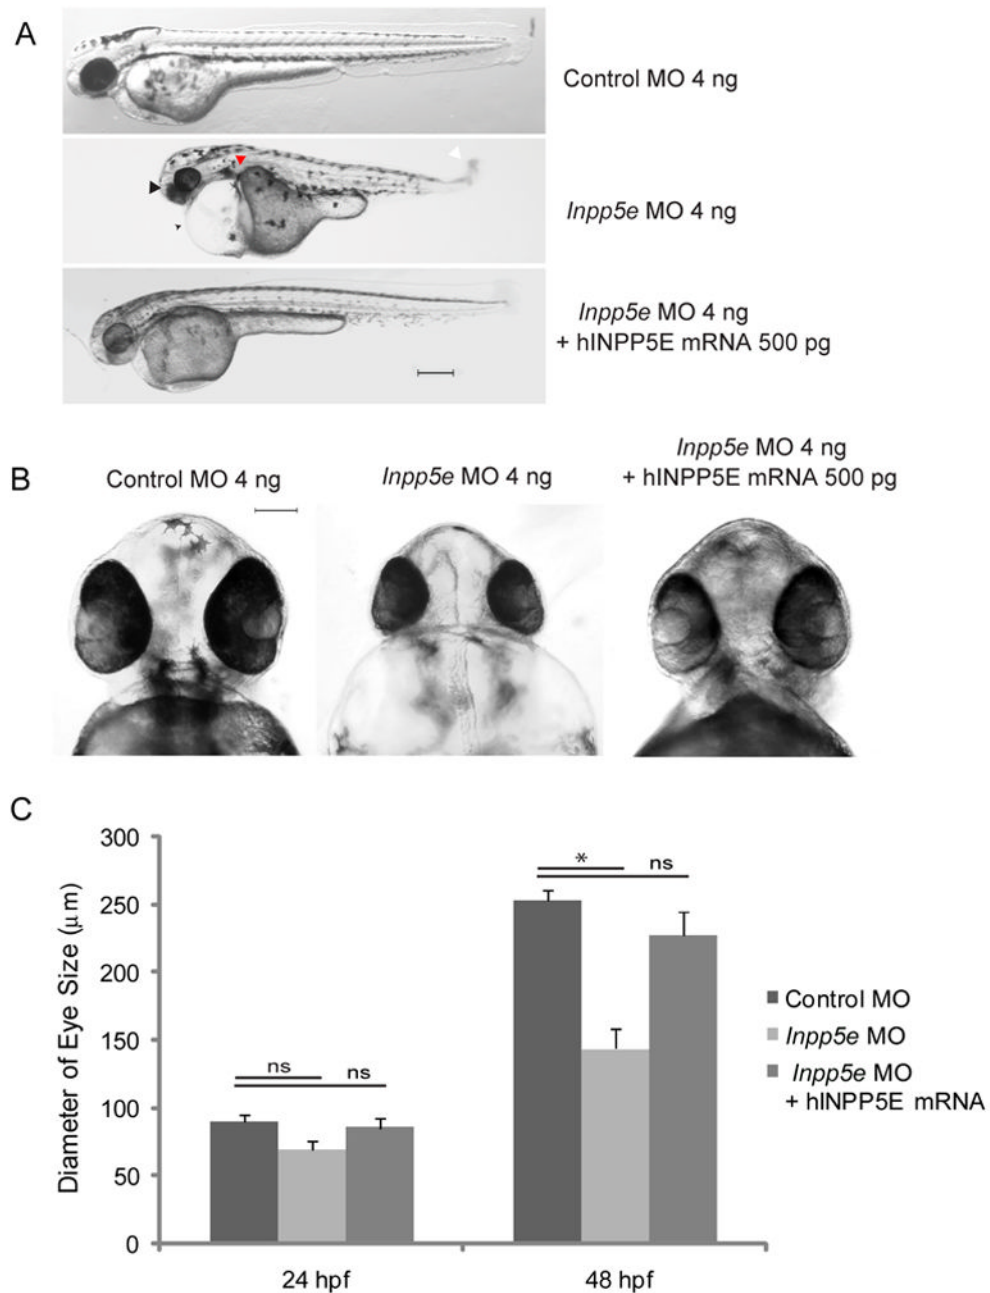 A
Control MO 4 ng
Inpp5e MO 4 ng
Inpp5e MO 4 ng
+ hINPP5E mRNA 500 pg
B
Control MO 4 ng
Inpp5e MO 4 ng
Inpp5e MO 4 ng
+ hINPP5E mRNA 500 pg
C
Diameter of Eye Size (μm)
300
250
200
150
100
50
0
ns
ns
*
ns
24 hpf
48 hpf
Control MO
Inpp5e MO
Inpp5e MO
+ hINPP5E mRNA